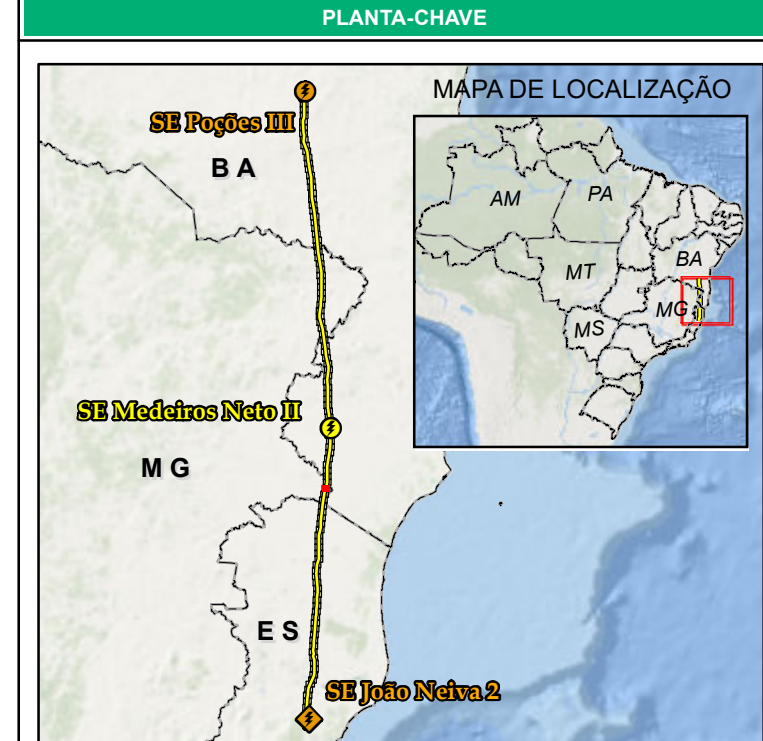 PLANTA-CHAVE
MAPA DE LOCALIZAÇÃO
SE Poções III
B A
AM
PA
MT
BA
MG
MS
SE Medeiros Neto II
M G
E S
SE João Neiva 2